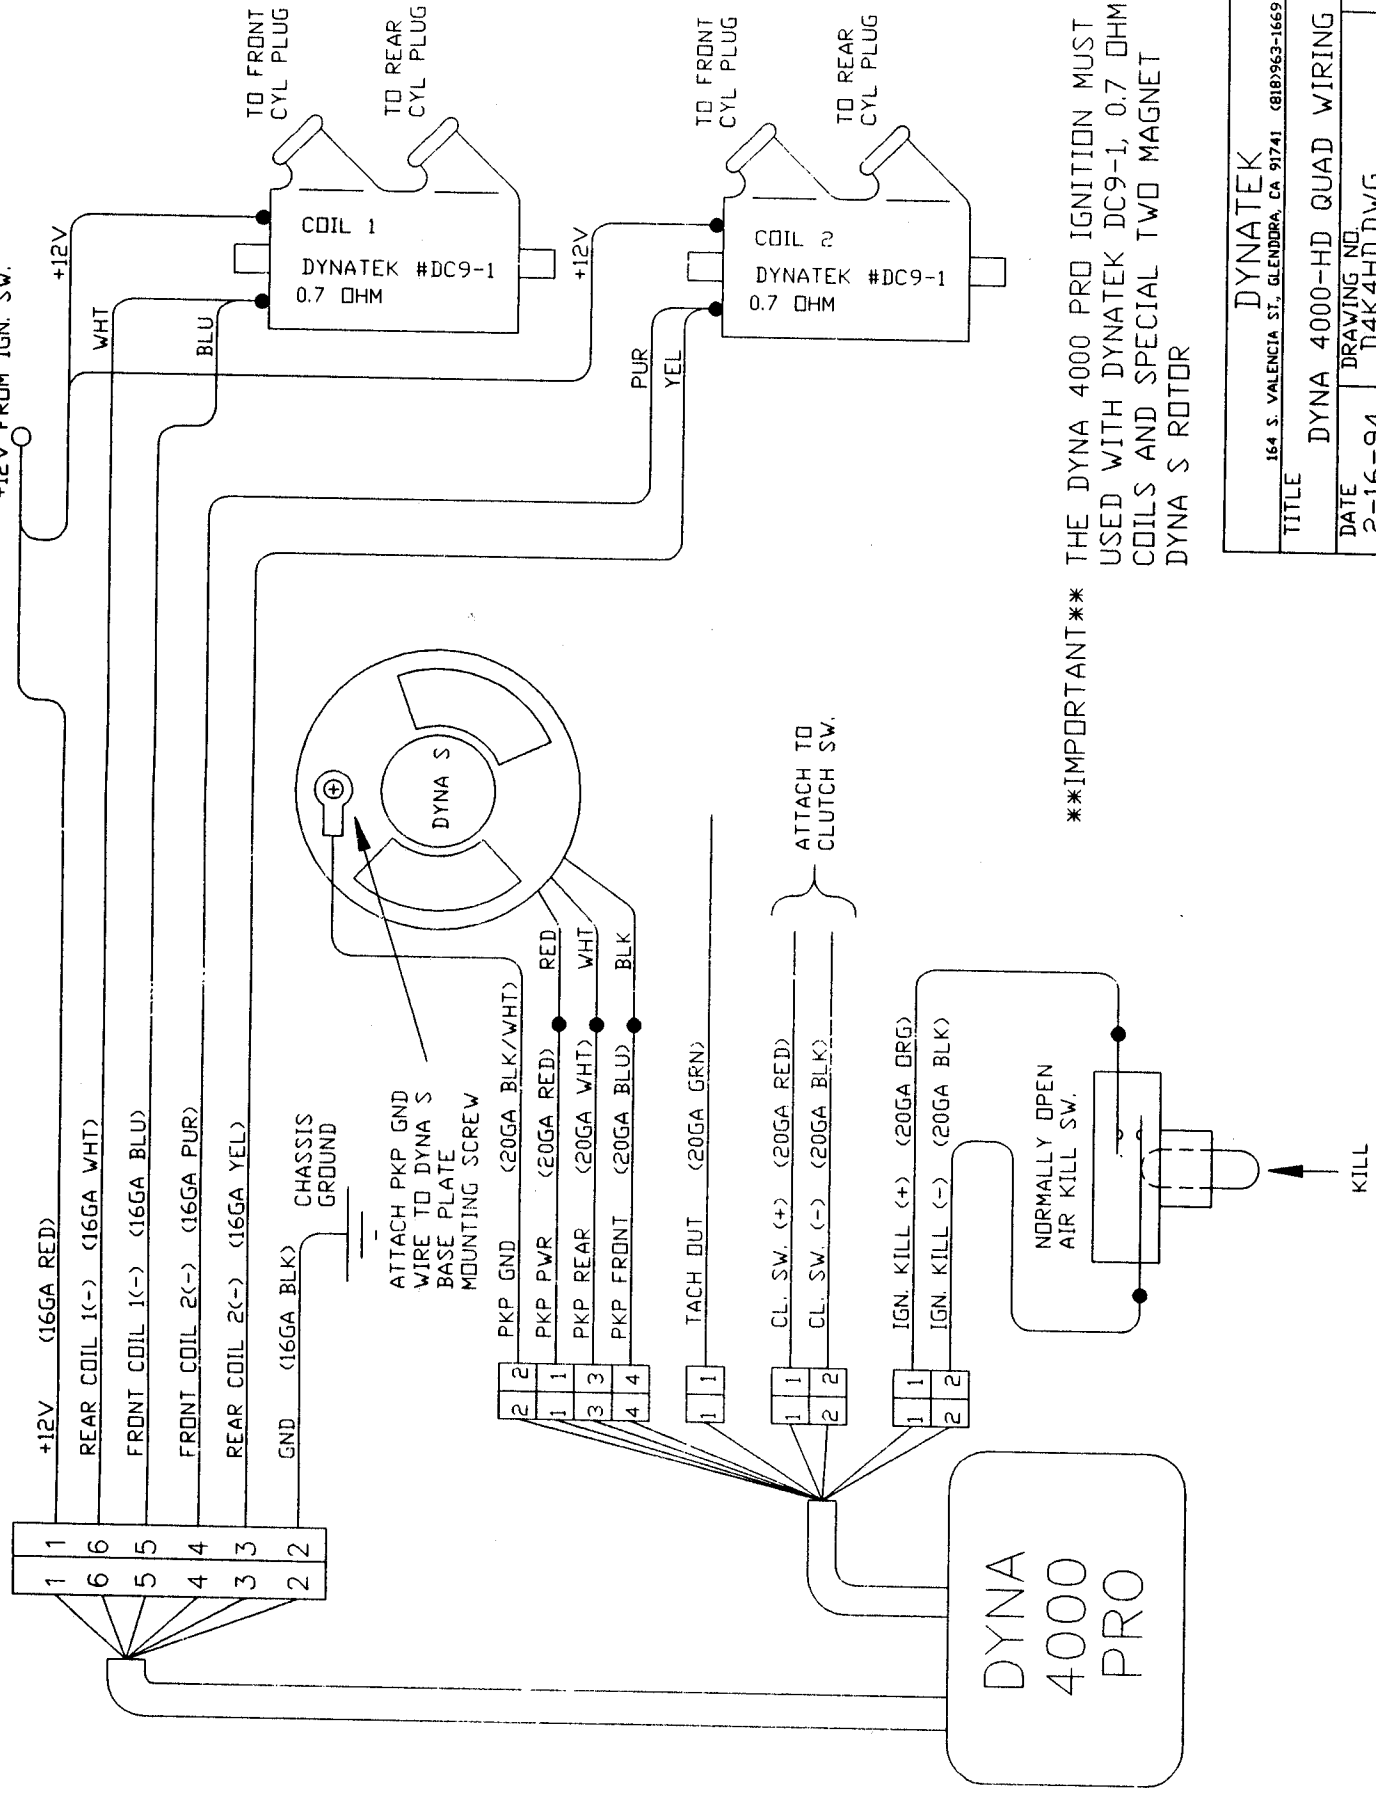 +12V FROM IGN. SW.
+12V (16GA RED)
REAR COIL 1(-) (16GA WHT)
FRONT COIL 1(-) (16GA BLU)
FRONT COIL 2(-) (16GA PUR)
REAR COIL 2(-) (16GA YEL)
GND (16GA BLK)
1 1
6 6
5 5
4 4
3 3
2 2
CHASSIS
GROUND
+12V
WHT
BLU
TO FRONT
CYL PLUG
TO REAR
CYL PLUG
COIL 1
DYNATEK #DC9-1
0.7 OHM
+12V
PUR
YEL
TO FRONT
CYL PLUG
TO REAR
CYL PLUG
COIL 2
DYNATEK #DC9-1
0.7 OHM
DYNA S
ATTACH PKP GND
WIRE TO DYNA S
BASE PLATE
MOUNTING SCREW
2 2 PKP GND (20GA BLK/WHT)
1 1 PKP PWR (20GA RED) RED
3 3 PKP REAR (20GA WHT) WHT
4 4 PKP FRONT (20GA BLU) BLK
1 1 TACH OUT (20GA GRN)
1 1 CL. SW. (+) (20GA RED)
2 2 CL. SW. (-) (20GA BLK)
ATTACH TO
CLUTCH SW.
1 1 IGN. KILL (+) (20GA ORG)
2 2 IGN. KILL (-) (20GA BLK)
NORMALLY OPEN
AIR KILL SW.
KILL
DYNA
4000
PRO
**IMPORTANT** THE DYNA 4000 PRO IGNITION MUST
USED WITH DYNATEK DC9-1, 0.7 OHM
COILS AND SPECIAL TWO MAGNET
DYNA S ROTOR
DYNATEK
164 S. VALENCIA ST., GLENDORA, CA 91741 (818)963-1669
TITLE
DYNA 4000-HD QUAD WIRING
DATE
2-16-94
DRAWING NO.
D4K4HD.DWG